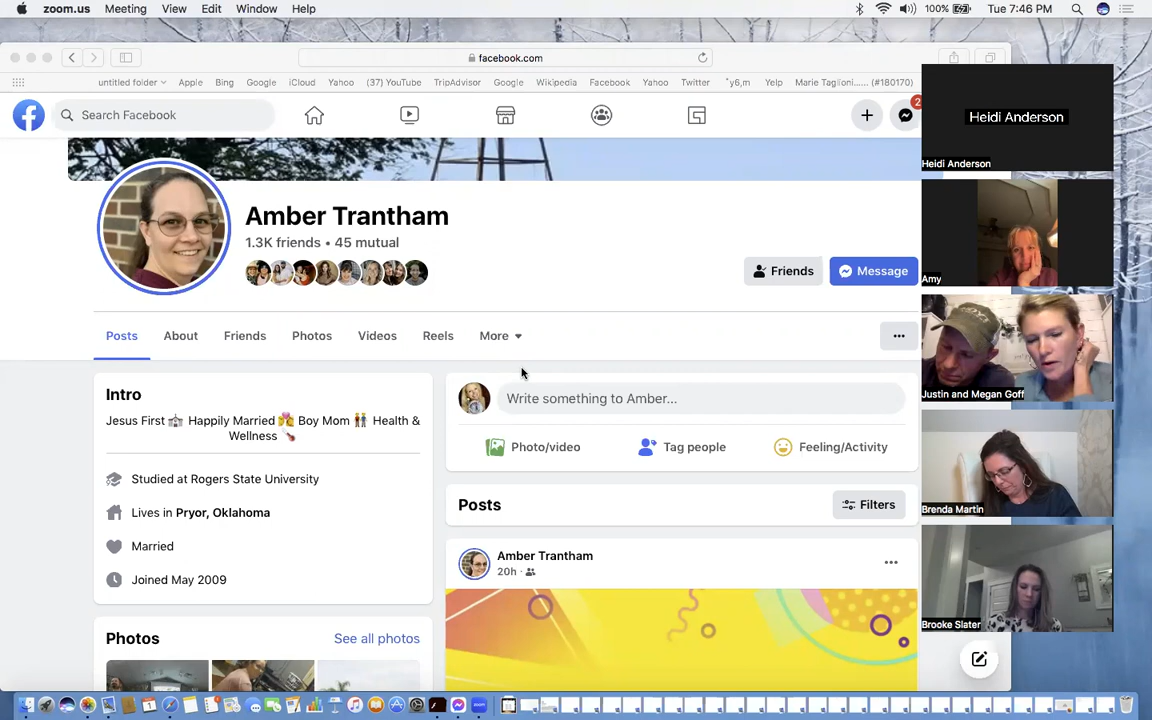 zoom.us Meeting View Edit Window Help
100% Tue 7:46 PM
facebook.com
untitled folder Apple Bing Google iCloud Yahoo (37) YouTube TripAdvisor Google Wikipedia Facebook Yahoo Twitter "y6,m Yelp Marie Taglioni...... (#180170)
Search Facebook
2
Amber Trantham
1.3K friends • 45 mutual
Friends
Message
Posts About Friends Photos Videos Reels More
Intro
Jesus First Happily Married Boy Mom Health &
Wellness
Studied at Rogers State University
Lives in Pryor, Oklahoma
Married
Joined May 2009
Photos See all photos
Write something to Amber...
Photo/video Tag people Feeling/Activity
Posts Filters
Amber Trantham
20h
Heidi Anderson
Heidi Anderson
Amy
Justin and Megan Goff
Brenda Martin
Brooke Slater